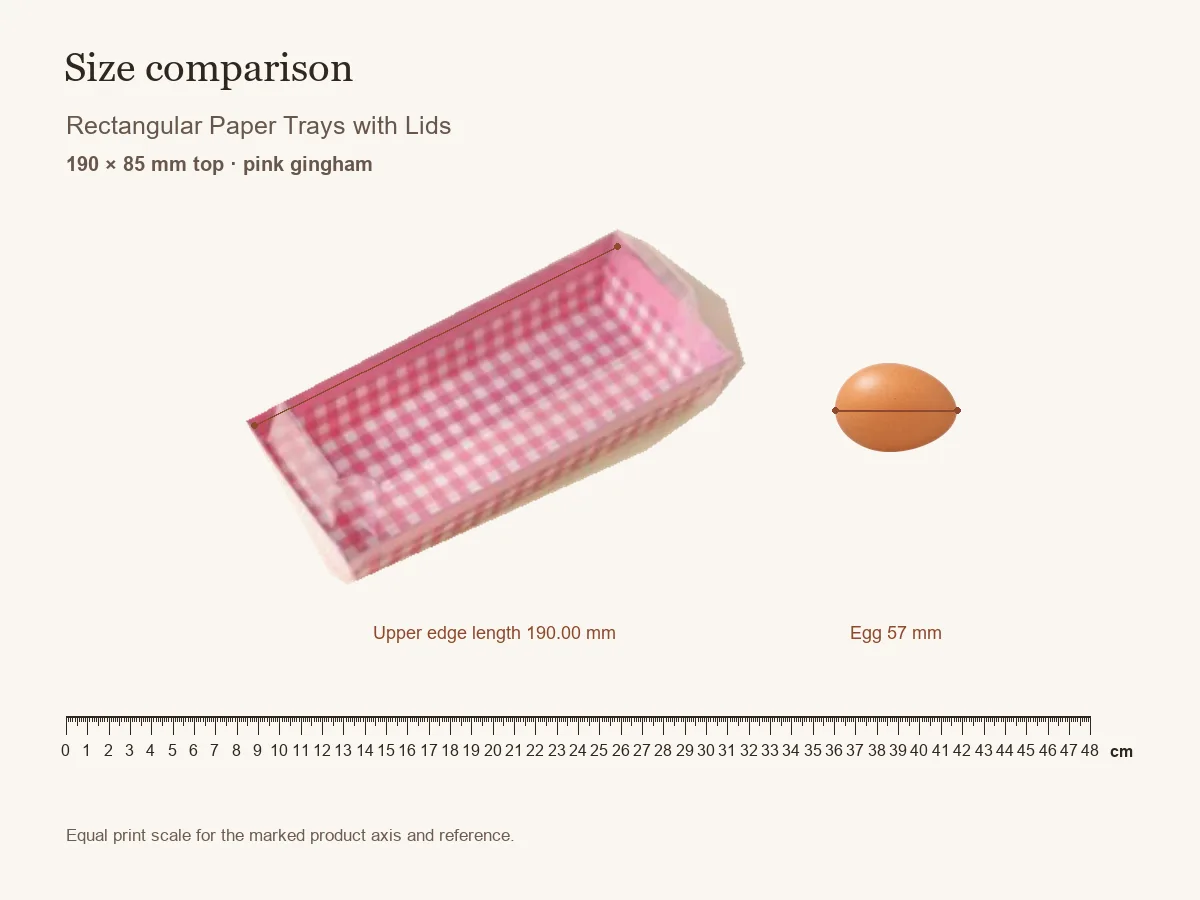 Size comparison
Rectangular Paper Trays with Lids
190 × 85 mm top · pink gingham
Upper edge length 190.00 mm
Egg 57 mm
0 1 2 3 4 5 6 7 8 9 10 11 12 13 14 15 16 17 18 19 20 21 22 23 24 25 26 27 28 29 30 31 32 33 34 35 36 37 38 39 40 41 42 43 44 45 46 47 48 cm
Equal print scale for the marked product axis and reference.